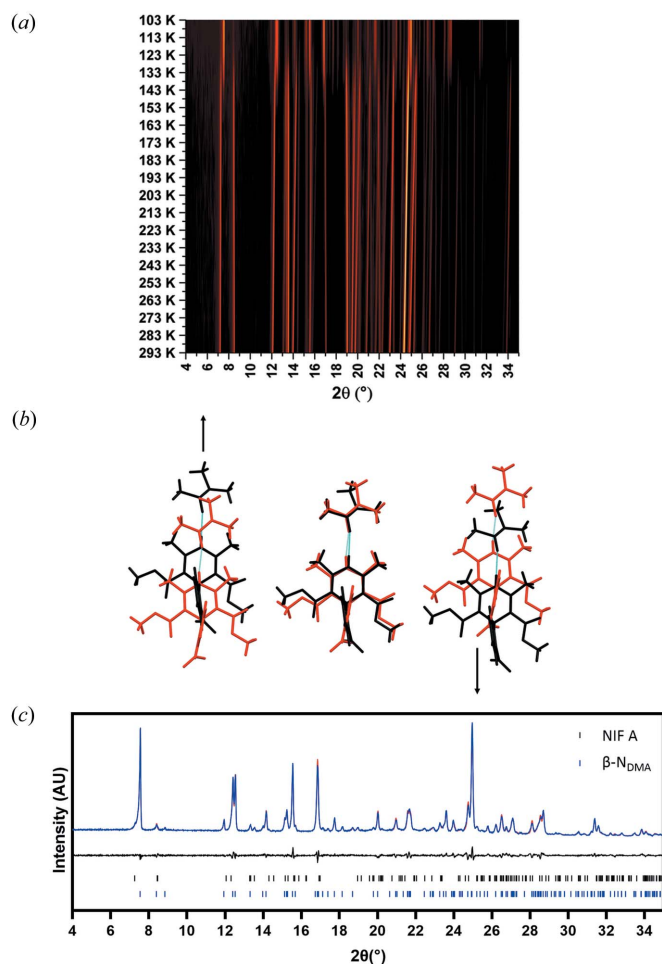 (a)
103 K
113 K
123 K
133 K
143 K
153 K
163 K
173 K
183 K
193 K
203 K
213 K
223 K
233 K
243 K
253 K
263 K
273 K
283 K
293 K
4 6 8 10 12 14 16 18 20 22 24 26 28 30 32 34
2θ (°)
(b)
(c)
Intensity (AU)
NIF A
β-N_DMA
4 6 8 10 12 14 16 18 20 22 24 26 28 30 32 34
2θ(°)